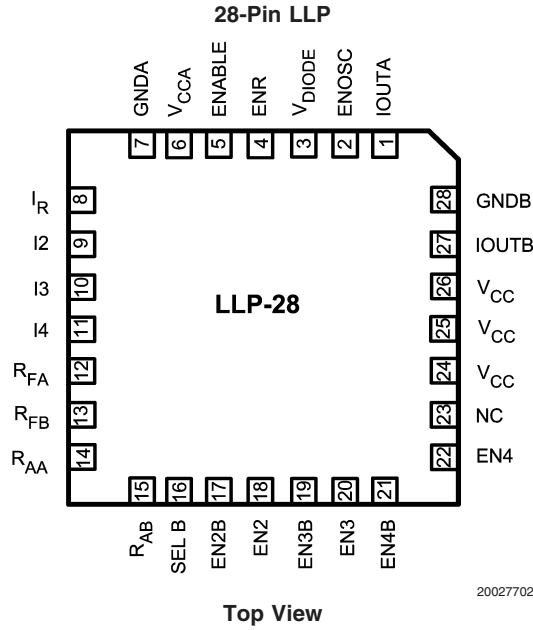 28-Pin LLP
GNDA
VCCA
ENABLE
ENR
VDIODE
ENOSC
IOUTA
7
6
5
4
3
2
1
IR 8
I2 9
I3 10
I4 11
RFA 12
RFB 13
RAA 14
LLP-28
28 GNDB
27 IOUTB
26 VCC
25 VCC
24 VCC
23 NC
22 EN4
15
16
17
18
19
20
21
RAB
SEL B
EN2B
EN2
EN3B
EN3
EN4B
20027702
Top View